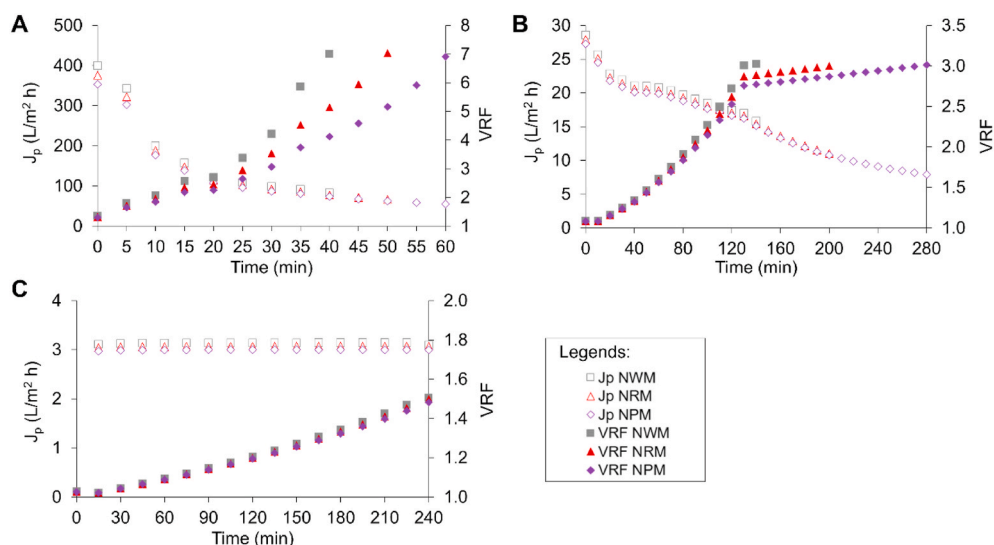 A
500
400
300
200
100
0
J_p (L/m² h)
8
7
6
5
4
3
2
1
VRF
0 5 10 15 20 25 30 35 40 45 50 55 60
Time (min)
B
30
25
20
15
10
5
0
J_p (L/m² h)
3.5
3.0
2.5
2.0
1.5
1.0
VRF
0 40 80 120 160 200 240 280
Time (min)
C
4
3
2
1
0
J_p (L/m² h)
2.0
1.8
1.6
1.4
1.2
1.0
VRF
0 30 60 90 120 150 180 210 240
Time (min)
Legends:
Jp NWM
Jp NRM
Jp NPM
VRF NWM
VRF NRM
VRF NPM